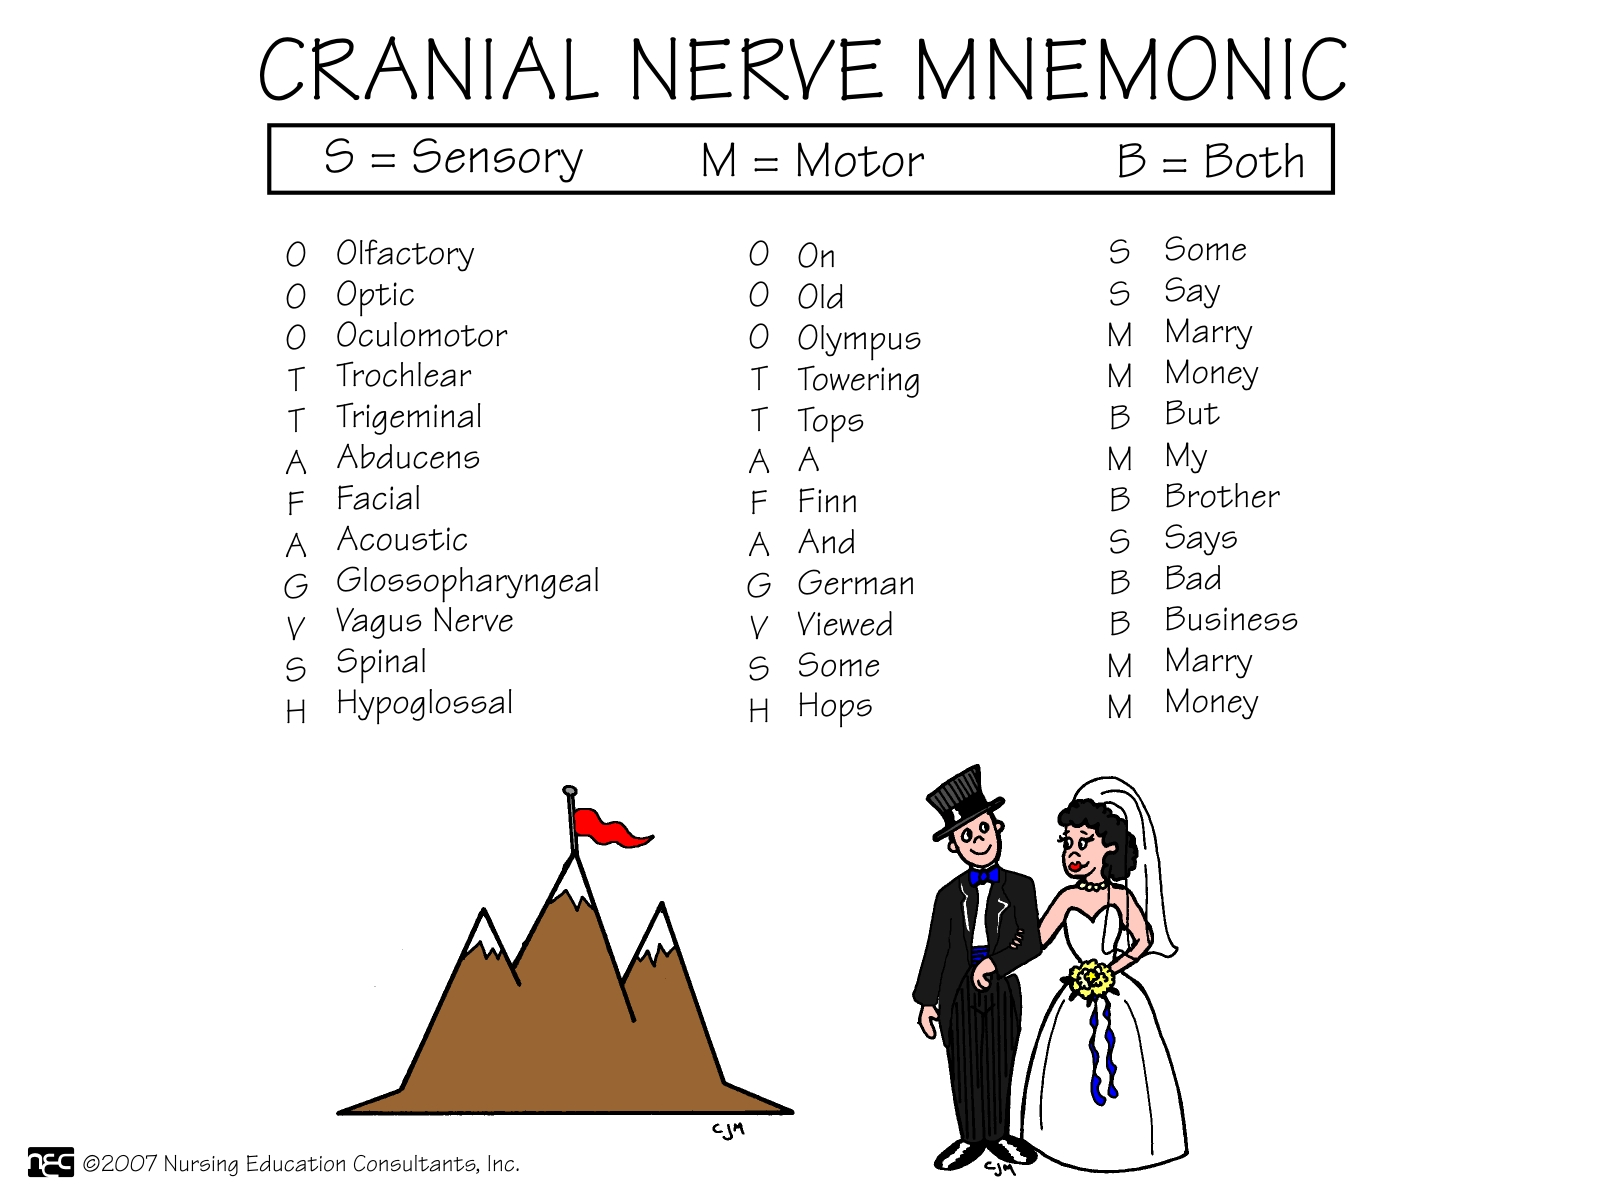 CRANIAL NERVE MNEMONIC
S = Sensory M = Motor B = Both
O Olfactory O On S Some
O Optic O Old S Say
O Oculomotor O Olympus M Marry
T Trochlear T Towering M Money
T Trigeminal T Tops B But
A Abducens A A M My
F Facial F Finn B Brother
A Acoustic A And S Says
G Glossopharyngeal G German B Bad
V Vagus Nerve V Viewed B Business
S Spinal S Some M Marry
H Hypoglossal H Hops M Money
CJM
CJM
nec ©2007 Nursing Education Consultants, Inc.